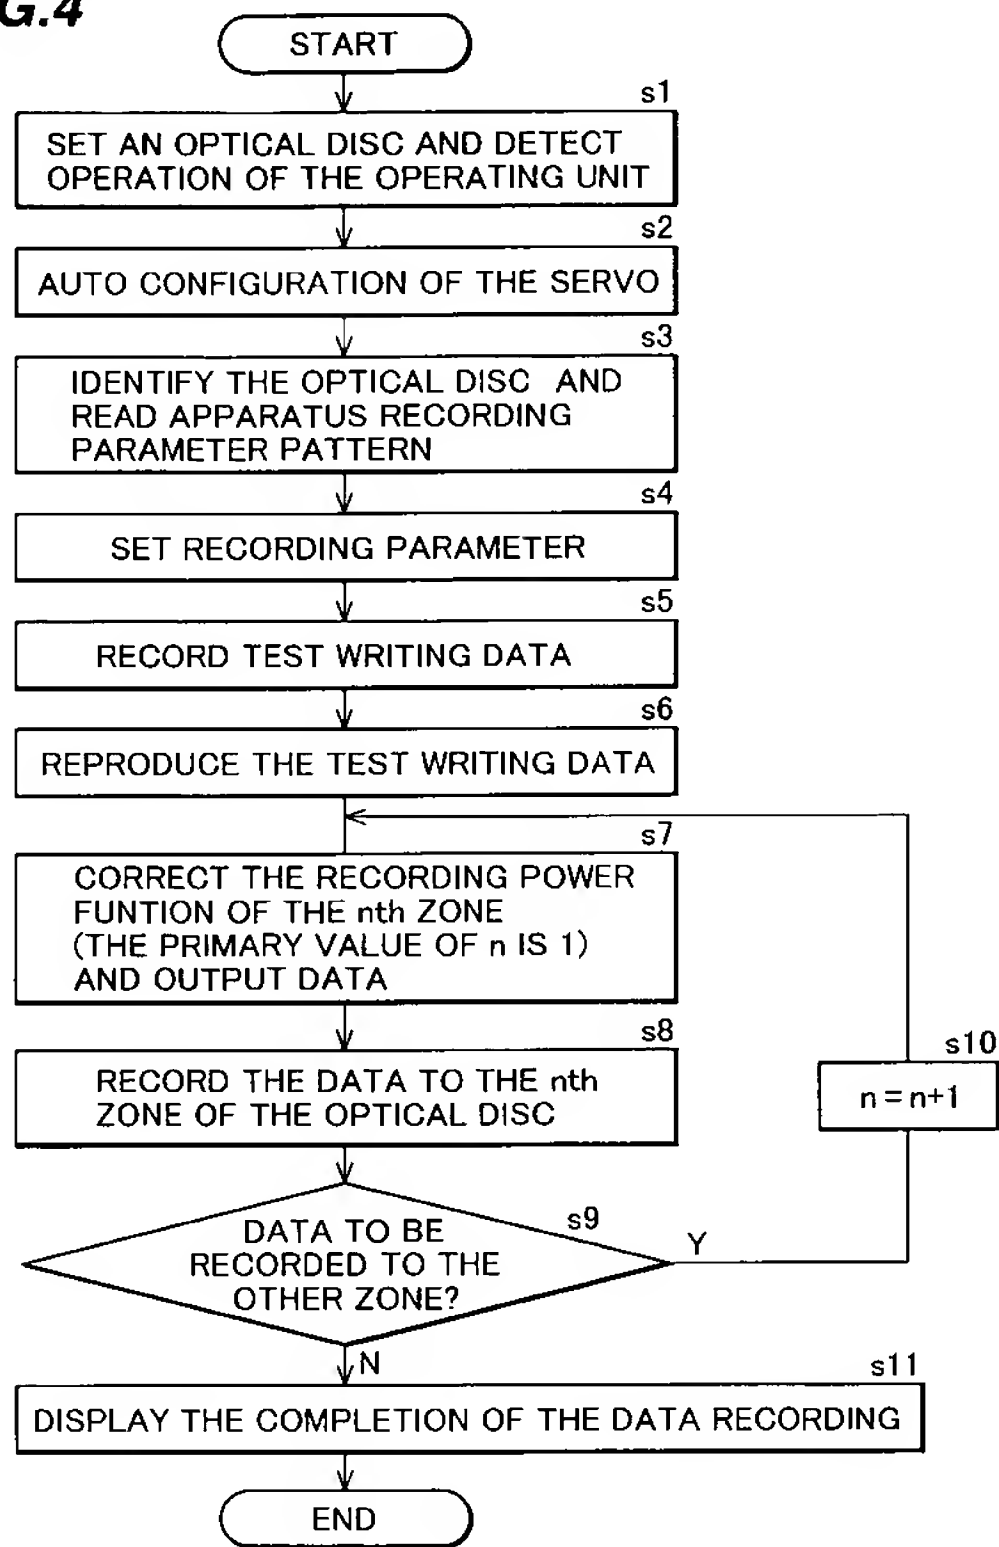 G.4
START
s1
SET AN OPTICAL DISC AND DETECT
OPERATION OF THE OPERATING UNIT
s2
AUTO CONFIGURATION OF THE SERVO
s3
IDENTIFY THE OPTICAL DISC AND
READ APPARATUS RECORDING
PARAMETER PATTERN
s4
SET RECORDING PARAMETER
s5
RECORD TEST WRITING DATA
s6
REPRODUCE THE TEST WRITING DATA
s7
CORRECT THE RECORDING POWER
FUNTION OF THE nth ZONE
(THE PRIMARY VALUE OF n IS 1)
AND OUTPUT DATA
s8
RECORD THE DATA TO THE nth
ZONE OF THE OPTICAL DISC
s10
n=n+1
s9
DATA TO BE
RECORDED TO THE
OTHER ZONE?
Y
N
s11
DISPLAY THE COMPLETION OF THE DATA RECORDING
END